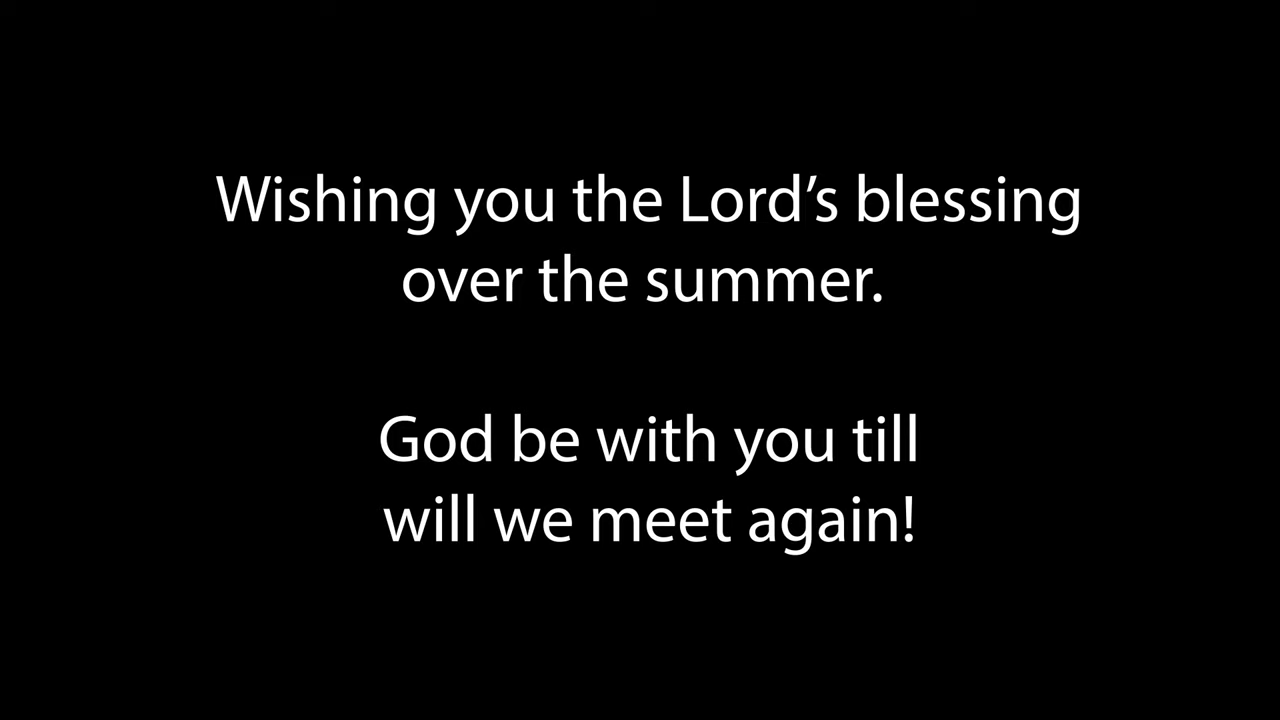 Wishing you the Lord’s blessing
over the summer.
God be with you till
will we meet again!